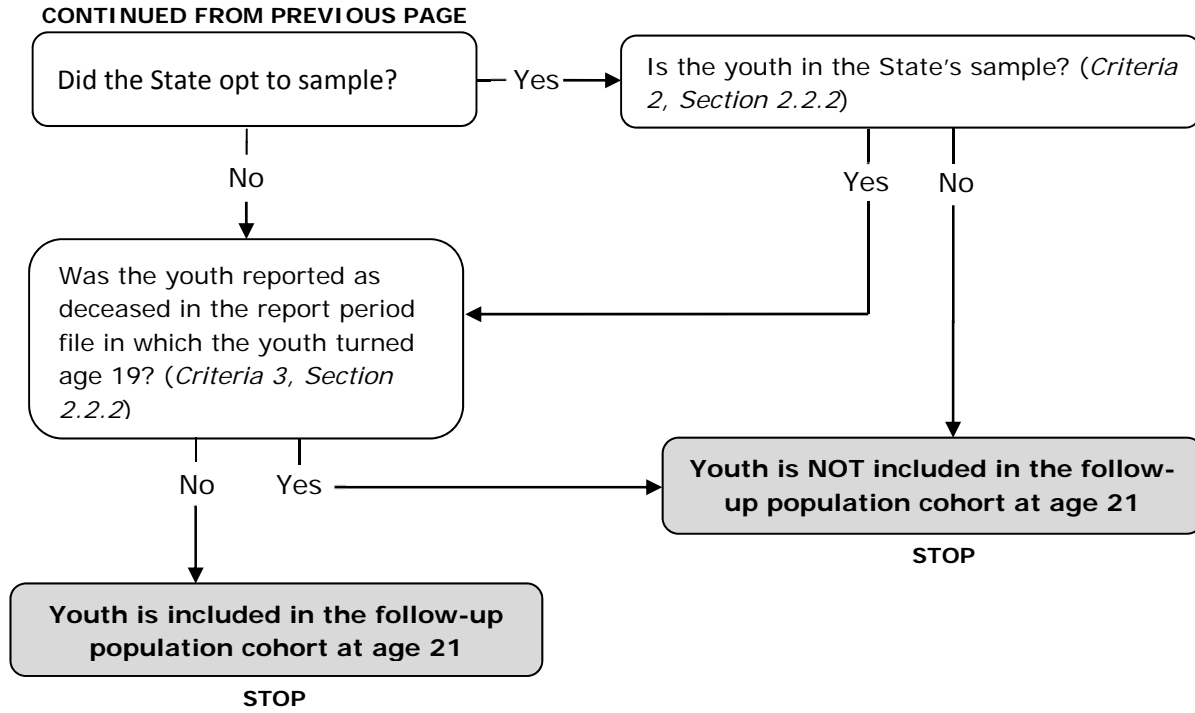 CONTINUED FROM PREVIOUS PAGE
Did the State opt to sample?
Yes
Is the youth in the State's sample? (Criteria
2, Section 2.2.2)
No
Yes
No
Was the youth reported as
deceased in the report period
file in which the youth turned
age 19? (Criteria 3, Section
2.2.2)
No
Yes
Youth is NOT included in the follow-
up population cohort at age 21
STOP
Youth is included in the follow-up
population cohort at age 21
STOP